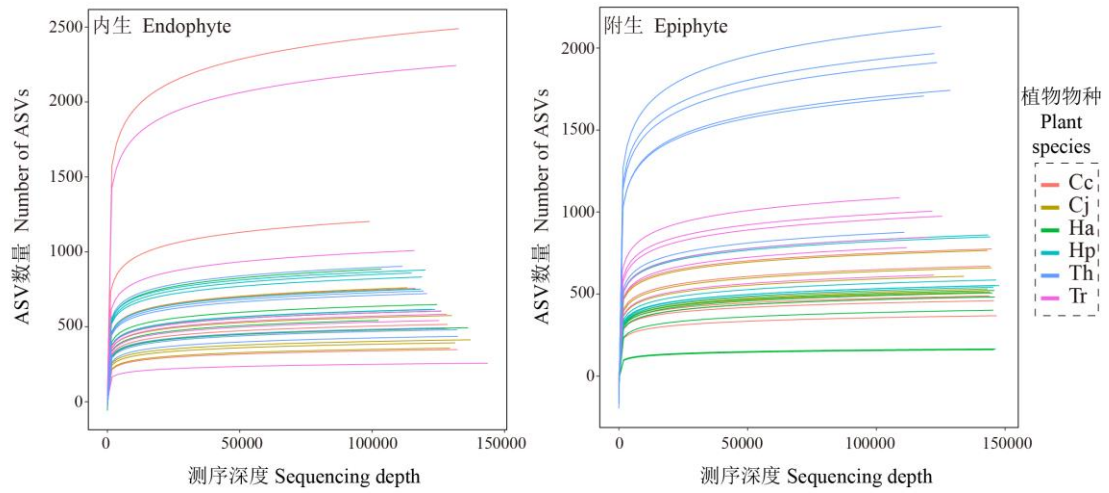 内生 Endophyte
ASV数量 Number of ASVs
2500
2000
1500
1000
500
0
0
50000
100000
150000
测序深度 Sequencing depth
附生 Epiphyte
ASV数量 Number of ASVs
2000
1500
1000
500
0
0
50000
100000
150000
测序深度 Sequencing depth
植物物种
Plant
species
Cc
Cj
Ha
Hp
Th
Tr